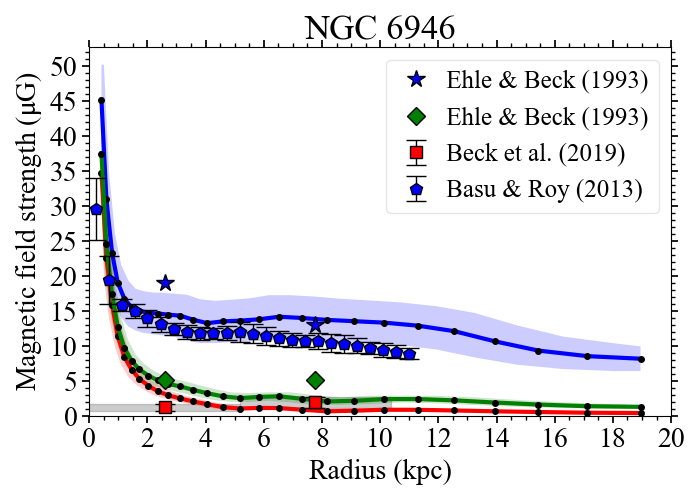 NGC 6946
Magnetic field strength (μG)
50
45
40
35
30
25
20
15
10
5
0
Ehle & Beck (1993)
Ehle & Beck (1993)
Beck et al. (2019)
Basu & Roy (2013)
0 2 4 6 8 10 12 14 16 18 20
Radius (kpc)